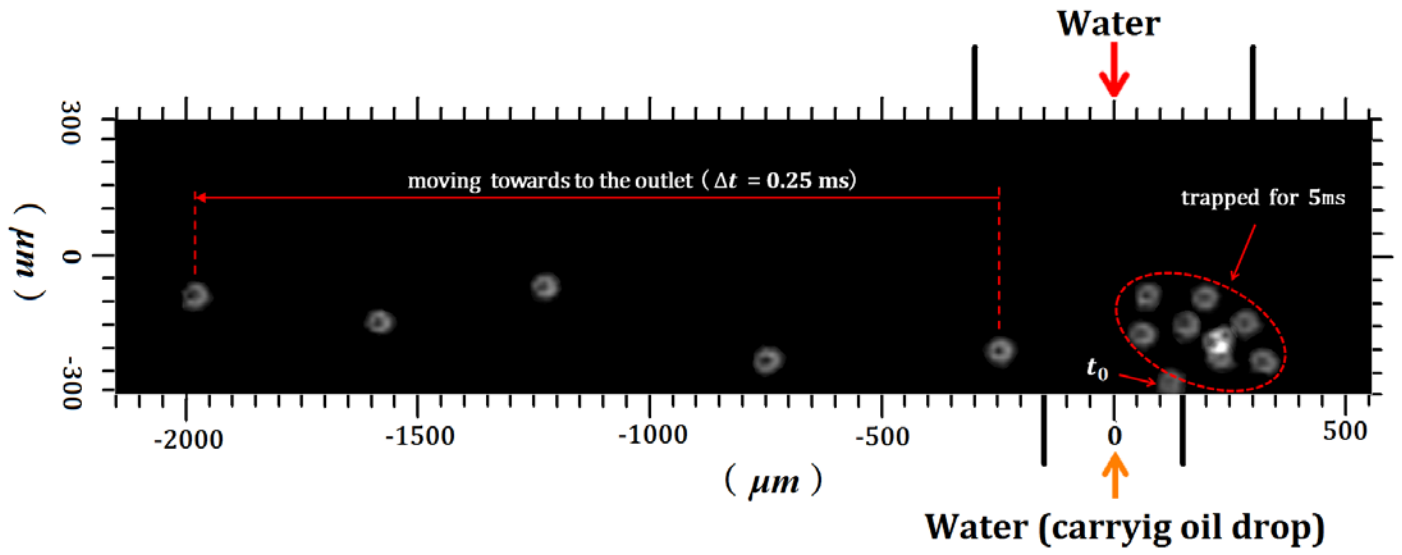 Water
300
0
-300
( μm )
moving towards to the outlet ( Δt = 0.25 ms)
trapped for 5ms
t₀
-2000
-1500
-1000
-500
0
500
( μm )
Water (carryig oil drop)